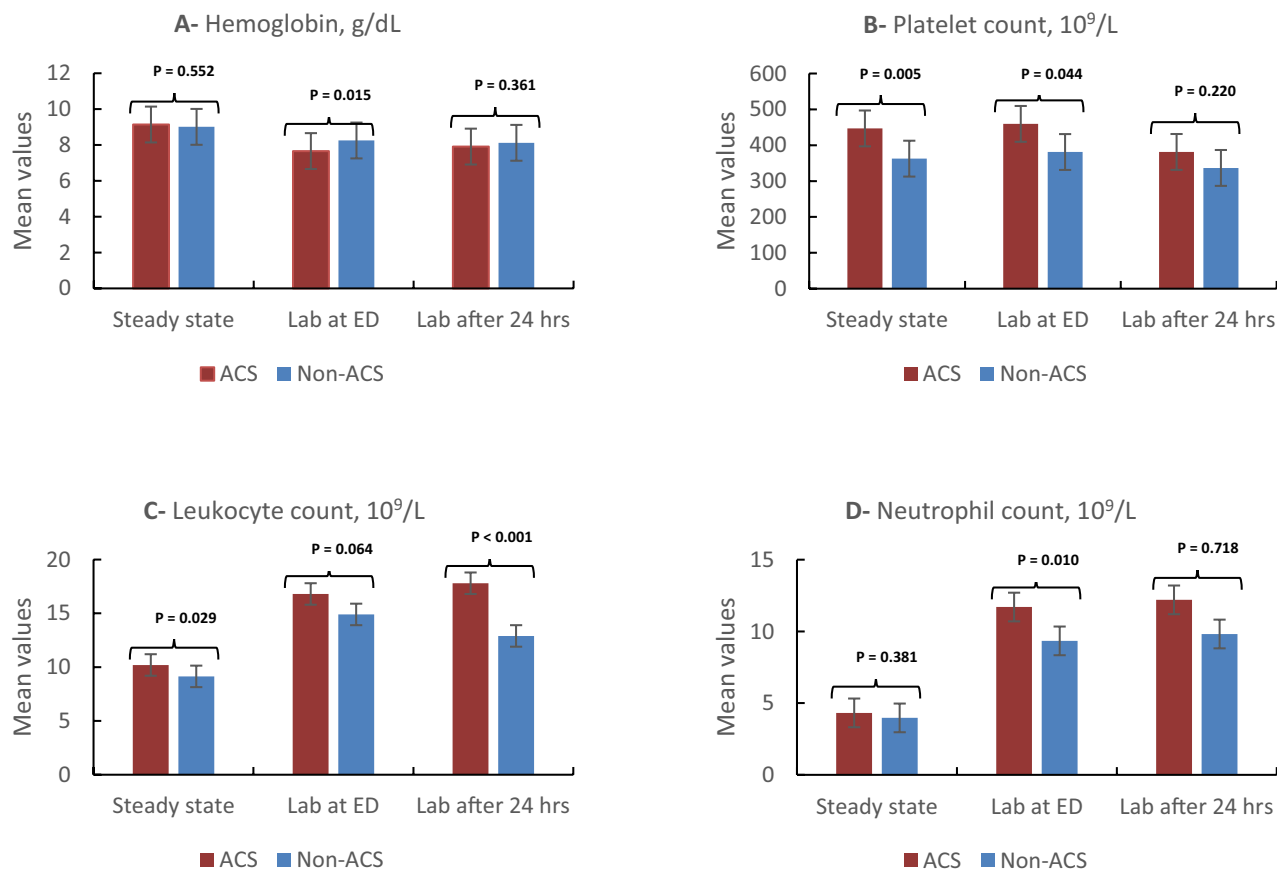 A- Hemoglobin, g/dL
P = 0.552
P = 0.015
P = 0.361
12
10
8
6
4
2
0
Mean values
Steady state
Lab at ED
Lab after 24 hrs
ACS
Non-ACS
B- Platelet count, 10⁹/L
P = 0.005
P = 0.044
P = 0.220
600
500
400
300
200
100
0
Mean values
Steady state
Lab at ED
Lab after 24 hrs
ACS
Non-ACS
C- Leukocyte count, 10⁹/L
P = 0.029
P = 0.064
P < 0.001
20
15
10
5
0
Mean values
Steady state
Lab at ED
Lab after 24 hrs
ACS
Non-ACS
D- Neutrophil count, 10⁹/L
P = 0.381
P = 0.010
P = 0.718
15
10
5
0
Mean values
Steady state
Lab at ED
Lab after 24 hrs
ACS
Non-ACS